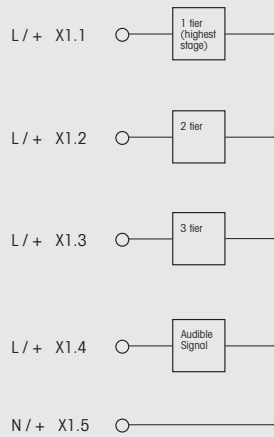 L / + X1.1
1 tier
(highest
stage)
L / + X1.2
2 tier
L / + X1.3
3 tier
L / + X1.4
Audible
Signal
N / + X1.5